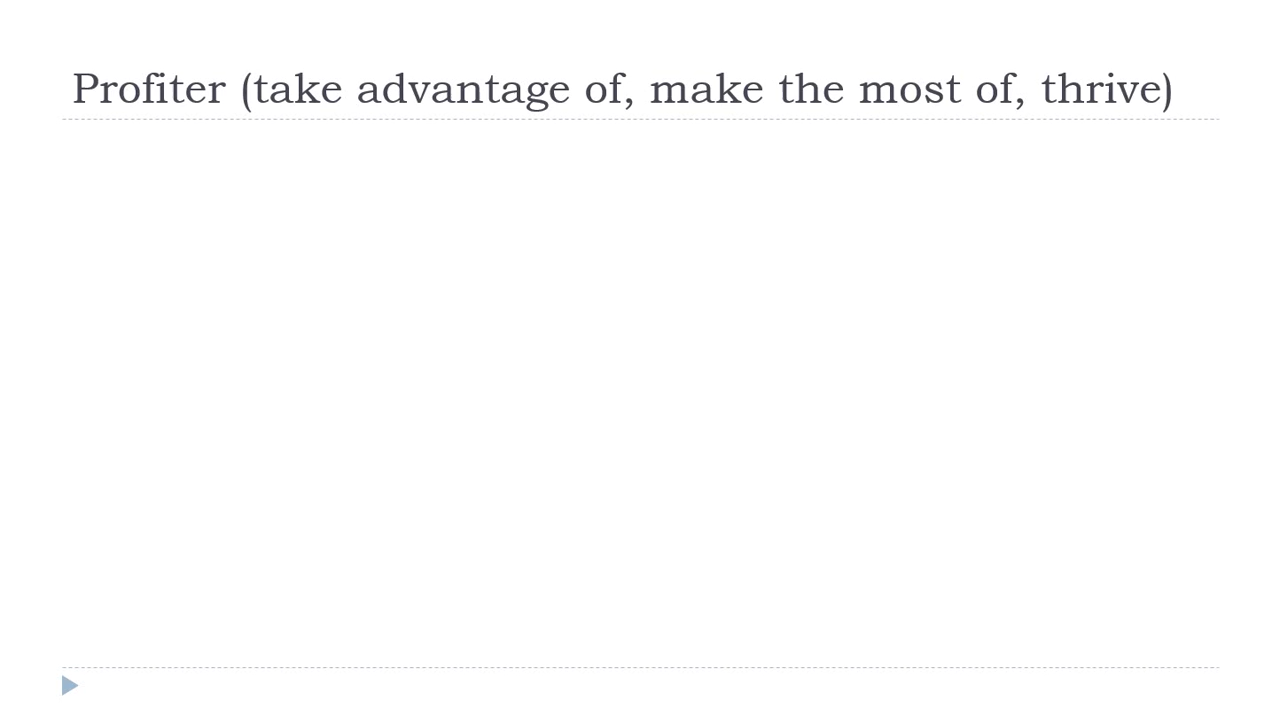 Profiter (take advantage of, make the most of, thrive)